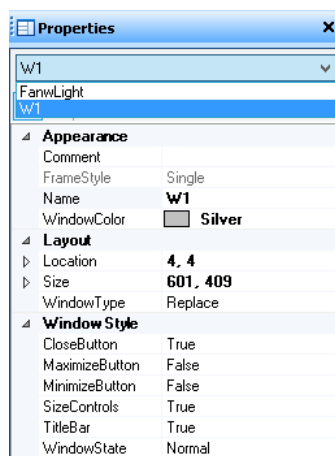 Properties
W1
FanwLight
W1
Appearance
Comment
FrameStyle Single
Name W1
WindowColor Silver
Layout
Location 4, 4
Size 601, 409
WindowType Replace
Window Style
CloseButton True
MaximizeButton False
MinimizeButton False
SizeControls True
TitleBar True
WindowState Normal